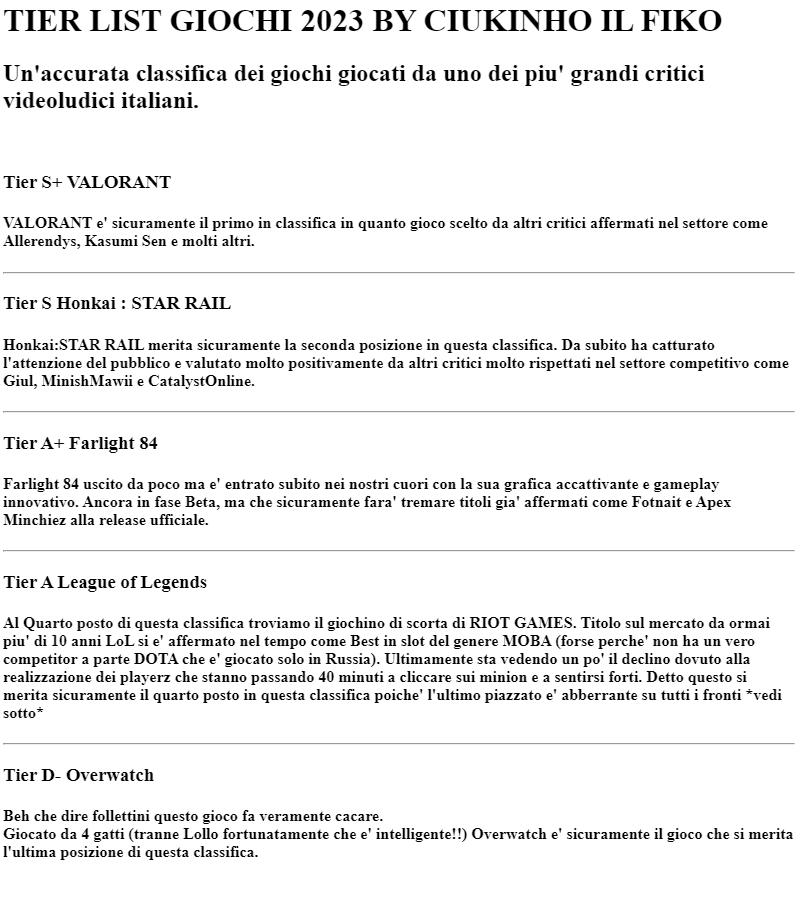 TIER LIST GIOCHI 2023 BY CIUKINHO IL FIKO
Un'accurata classifica dei giochi giocati da uno dei piu' grandi critici
videoludici italiani.
Tier S+ VALORANT
VALORANT e' sicuramente il primo in classifica in quanto gioco scelto da altri critici affermati nel settore come
Allerendys, Kasumi Sen e molti altri.
Tier S Honkai : STAR RAIL
Honkai:STAR RAIL merita sicuramente la seconda posizione in questa classifica. Da subito ha catturato
l'attenzione del pubblico e valutato molto positivamente da altri critici molto rispettati nel settore competitivo come
Giul, MinishMawii e CatalystOnline.
Tier A+ Farlight 84
Farlight 84 uscito da poco ma e' entrato subito nei nostri cuori con la sua grafica accattivante e gameplay
innovativo. Ancora in fase Beta, ma che sicuramente fara' tremare titoli gia' affermati come Fotnait e Apex
Minchiez alla release ufficiale.
Tier A League of Legends
Al Quarto posto di questa classifica troviamo il giochino di scorta di RIOT GAMES. Titolo sul mercato da ormai
piu' di 10 anni LoL si e' affermato nel tempo come Best in slot del genere MOBA (forse perche' non ha un vero
competitor a parte DOTA che e' giocato solo in Russia). Ultimamente sta vedendo un po' il declino dovuto alla
realizzazione dei playerz che stanno passando 40 minuti a cliccare sui minion e a sentirsi forti. Detto questo si
merita sicuramente il quarto posto in questa classifica poiche' l'ultimo piazzato e' abberrante su tutti i fronti *vedi
sotto*
Tier D- Overwatch
Beh che dire follettini questo gioco fa veramente cacare.
Giocato da 4 gatti (tranne Lollo fortunatamente che e' intelligente!!) Overwatch e' sicuramente il gioco che si merita
l'ultima posizione di questa classifica.